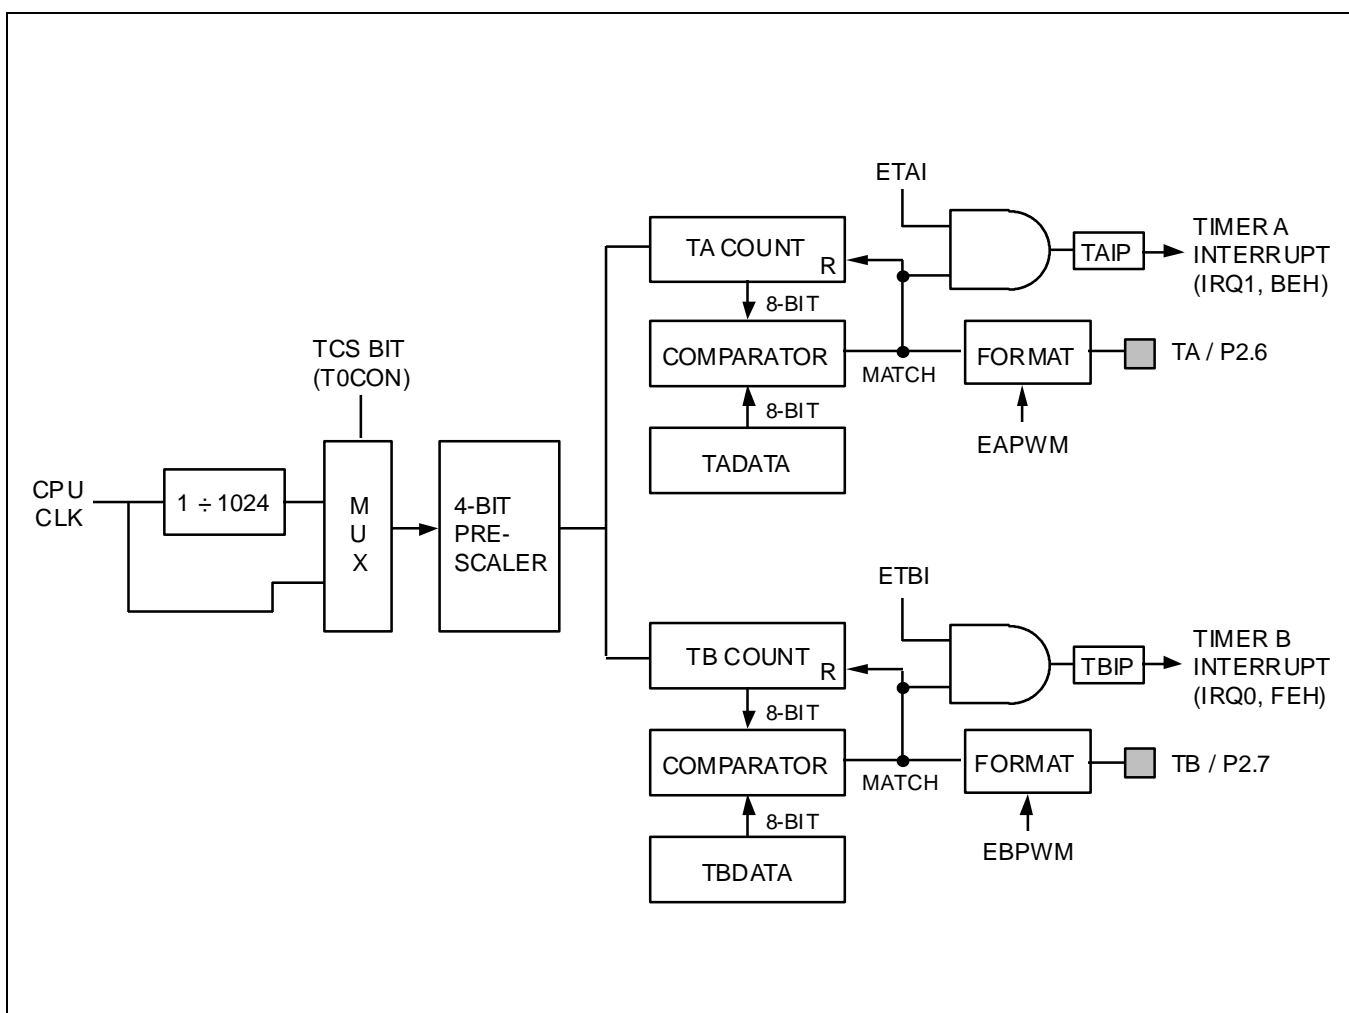 ETAI
TA COUNT
R
TAIP
TIMER A
INTERRUPT
(IRQ1, BEH)
8-BIT
TCS BIT
(T0CON)
COMPARATOR
MATCH
FORMAT
TA / P2.6
8-BIT
EAPWM
TADATA
CPU
CLK
1 ÷ 1024
M
U
X
4-BIT
PRE-
SCALER
ETBI
TB COUNT
R
TBIP
TIMER B
INTERRUPT
(IRQ0, FEH)
8-BIT
COMPARATOR
MATCH
FORMAT
TB / P2.7
8-BIT
EBPWM
TBDATA